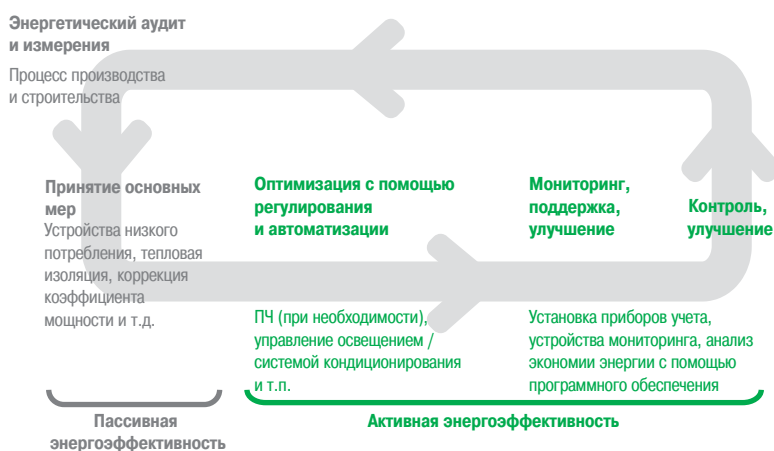 Энергетический аудит
и измерения
Процесс производства
и строительства
Принятие основных
мер
Устройства низкого
потребления, тепловая
изоляция, коррекция
коэффициента
мощности и т.д.
Оптимизация с помощью
регулирования
и автоматизации
ПЧ (при необходимости),
управление освещением /
системой кондиционирования
и т.п.
Мониторинг,
поддержка,
улучшение
Установка приборов учета,
устройства мониторинга, анализ
экономии энергии с помощью
программного обеспечения
Контроль,
улучшение
Пассивная
энергоэффективность
Активная энергоэффективность